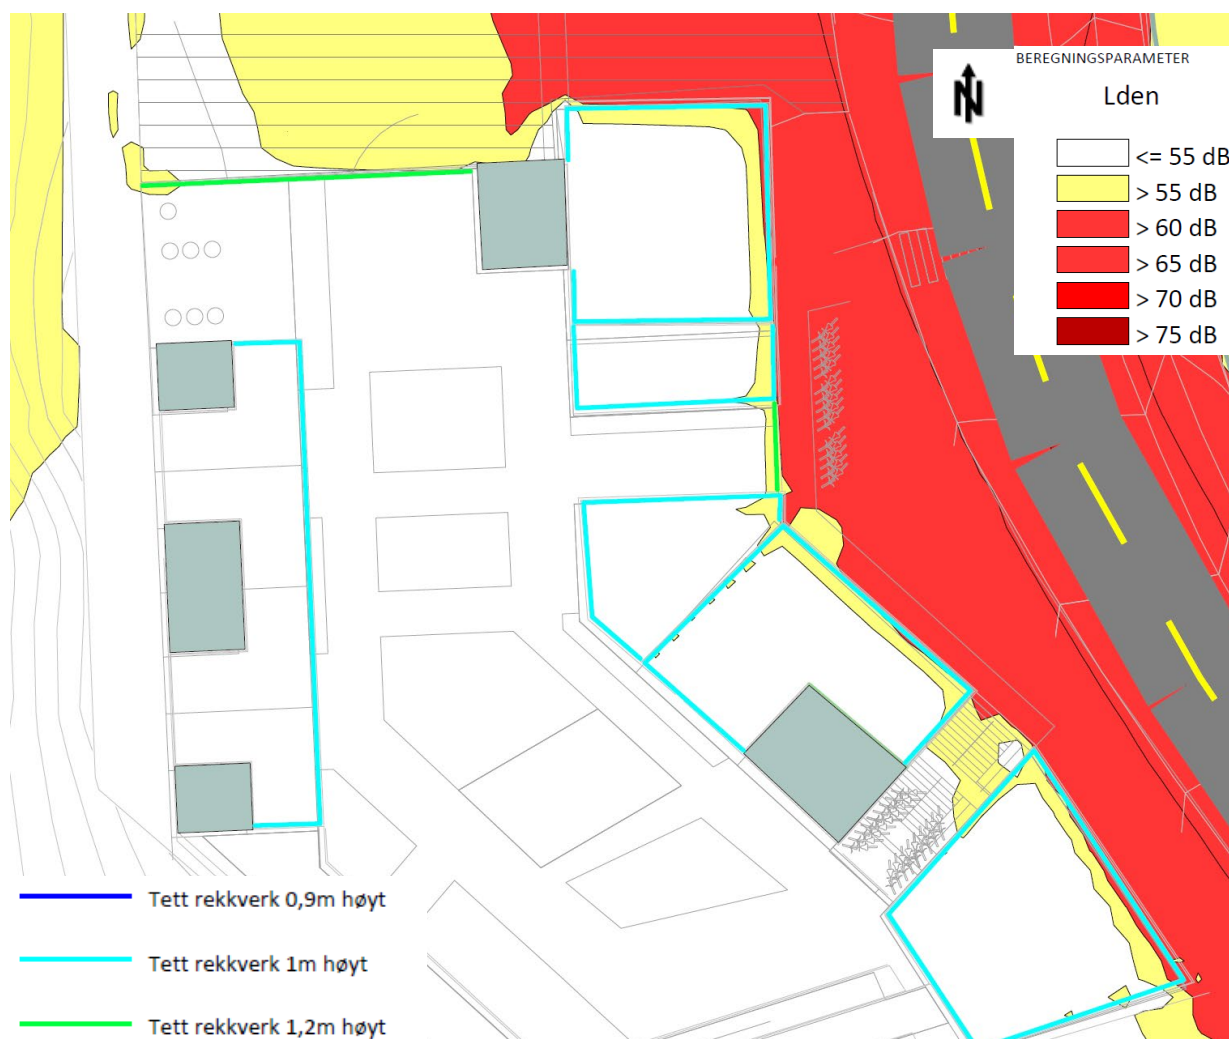 BEREGNINGSPARAMETER
N
Lden
<= 55 dB
> 55 dB
> 60 dB
> 65 dB
> 70 dB
> 75 dB
Tett rekkverk 0,9m høyt
Tett rekkverk 1m høyt
Tett rekkverk 1,2m høyt